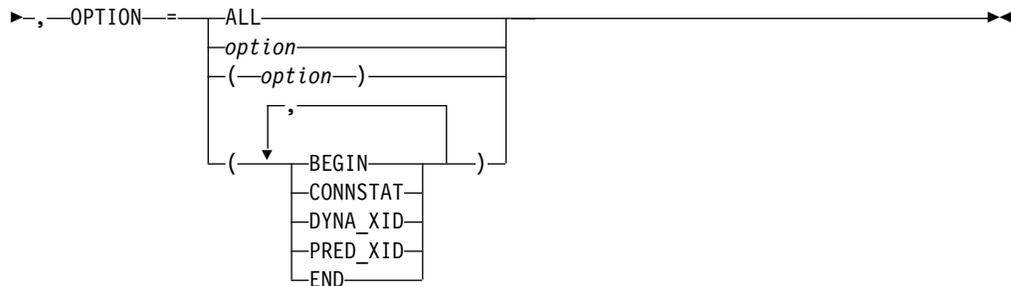 , OPTION = ALL
option
( option )
,
( BEGIN )
CONNSTAT
DYNA_XID
PRED_XID
END